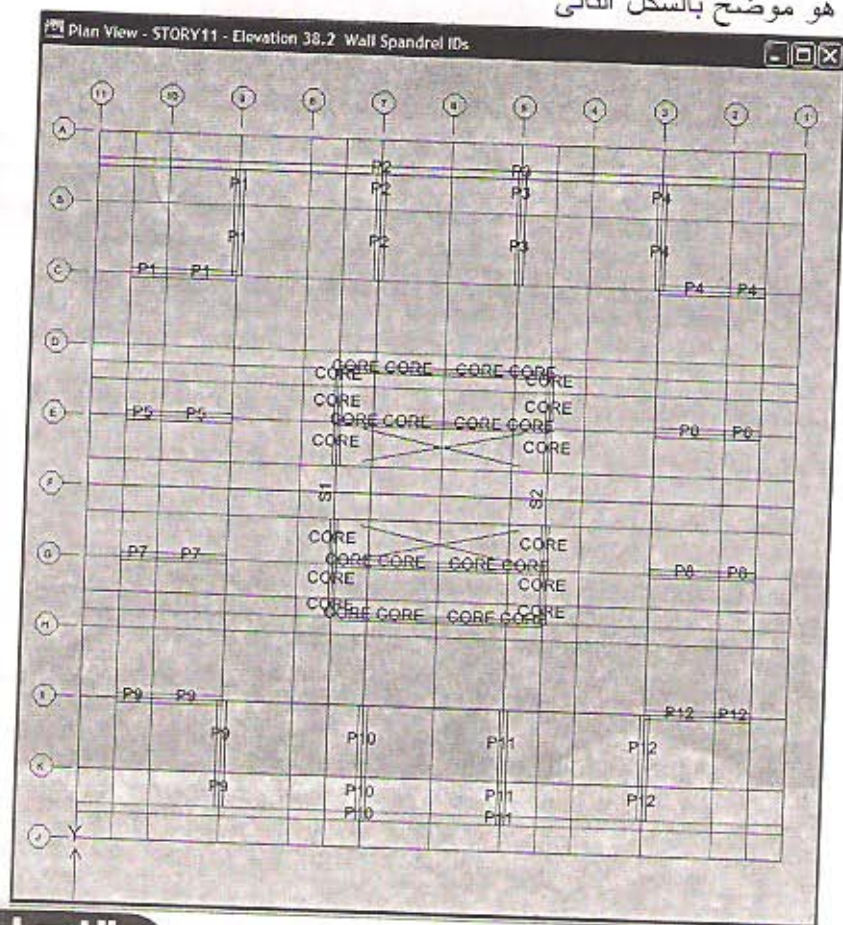 هو موضح بالشكل التالى
Plan View - STORY11 - Elevation 38.2 Wall Spandrel IDs
11 10 9 8 7 6 5 4 3 2 1
A
P2 P9
P1 P2 P3 P4
B
P1 P2 P3 P4
C
P1 P1 P4 P4
D
CORE CORE CORE CORE CORE CORE
E
CORE CORE
P5 P5 CORE CORE CORE CORE P6 P6
CORE CORE
F
S1 S2
CORE CORE
G
P7 P7 CORE CORE CORE CORE P8 P8
CORE CORE
CORE CORE CORE CORE CORE CORE
H
I
P9 P9 P12 P12
P9 P10 P11 P12
K
P9 P10 P11 P12
P10 P11
J
Y